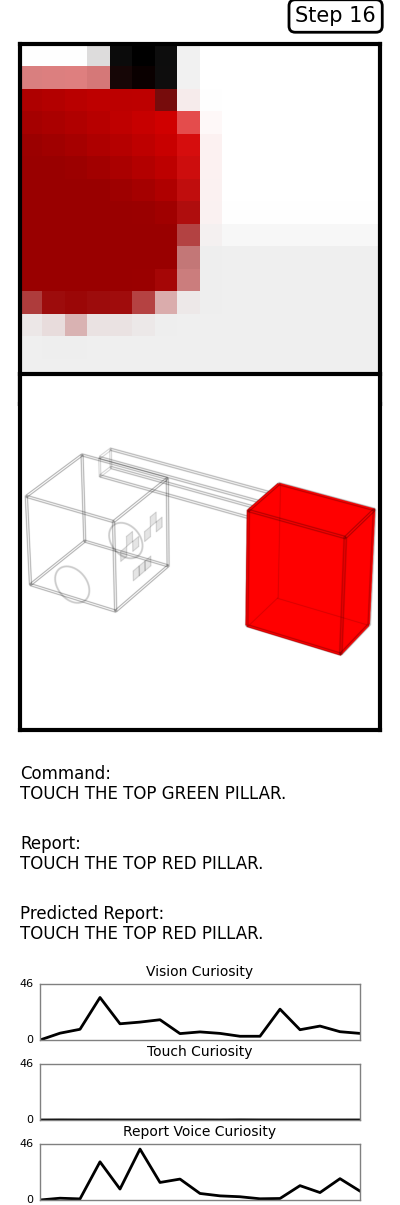 Step 16
Command:
TOUCH THE TOP GREEN PILLAR.
Report:
TOUCH THE TOP RED PILLAR.
Predicted Report:
TOUCH THE TOP RED PILLAR.
Vision Curiosity
46
0
Touch Curiosity
46
0
Report Voice Curiosity
46
0